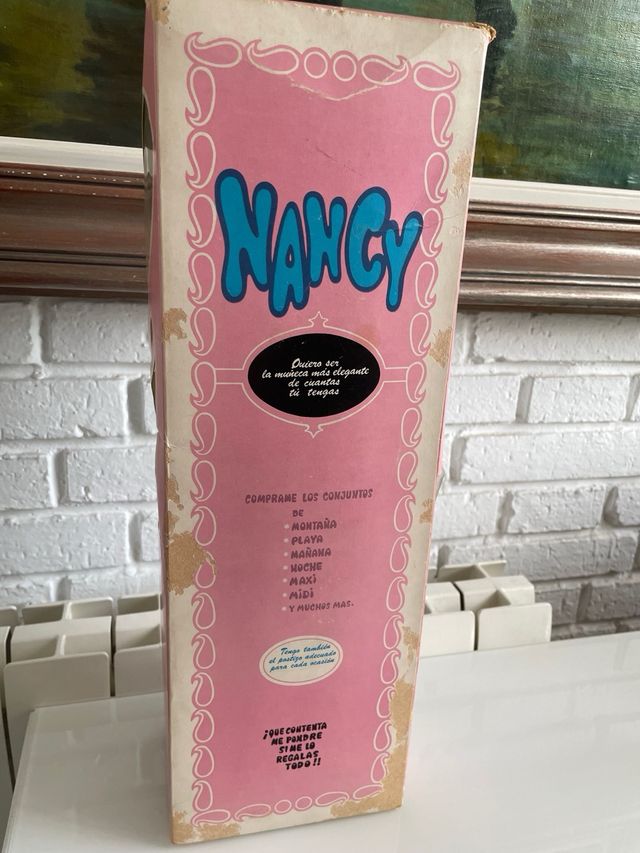 NANCY
Quiero ser
la muñeca más elegante
de cuantas
tú tengas
COMPRAME LOS CONJUNTOS
DE
MONTAÑA
PLAYA
MAÑANA
NOCHE
MAXi
MiDi
Y MUCHOS MAS.
Tengo también
el postizo adecuado
para cada ocasión
¡QUE CONTENTA
ME PONDRE
SI ME LO
REGALAS
TODO!!